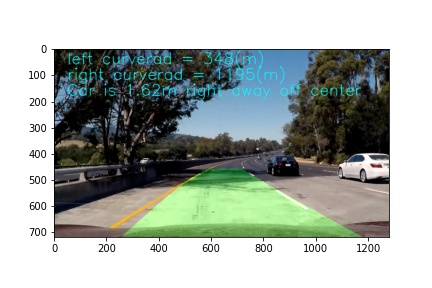 left curverad = 348(m)
right curverad = 1195(m)
Car is 1.62m right away off center
0
100
200
300
400
500
600
700
0 200 400 600 800 1000 1200